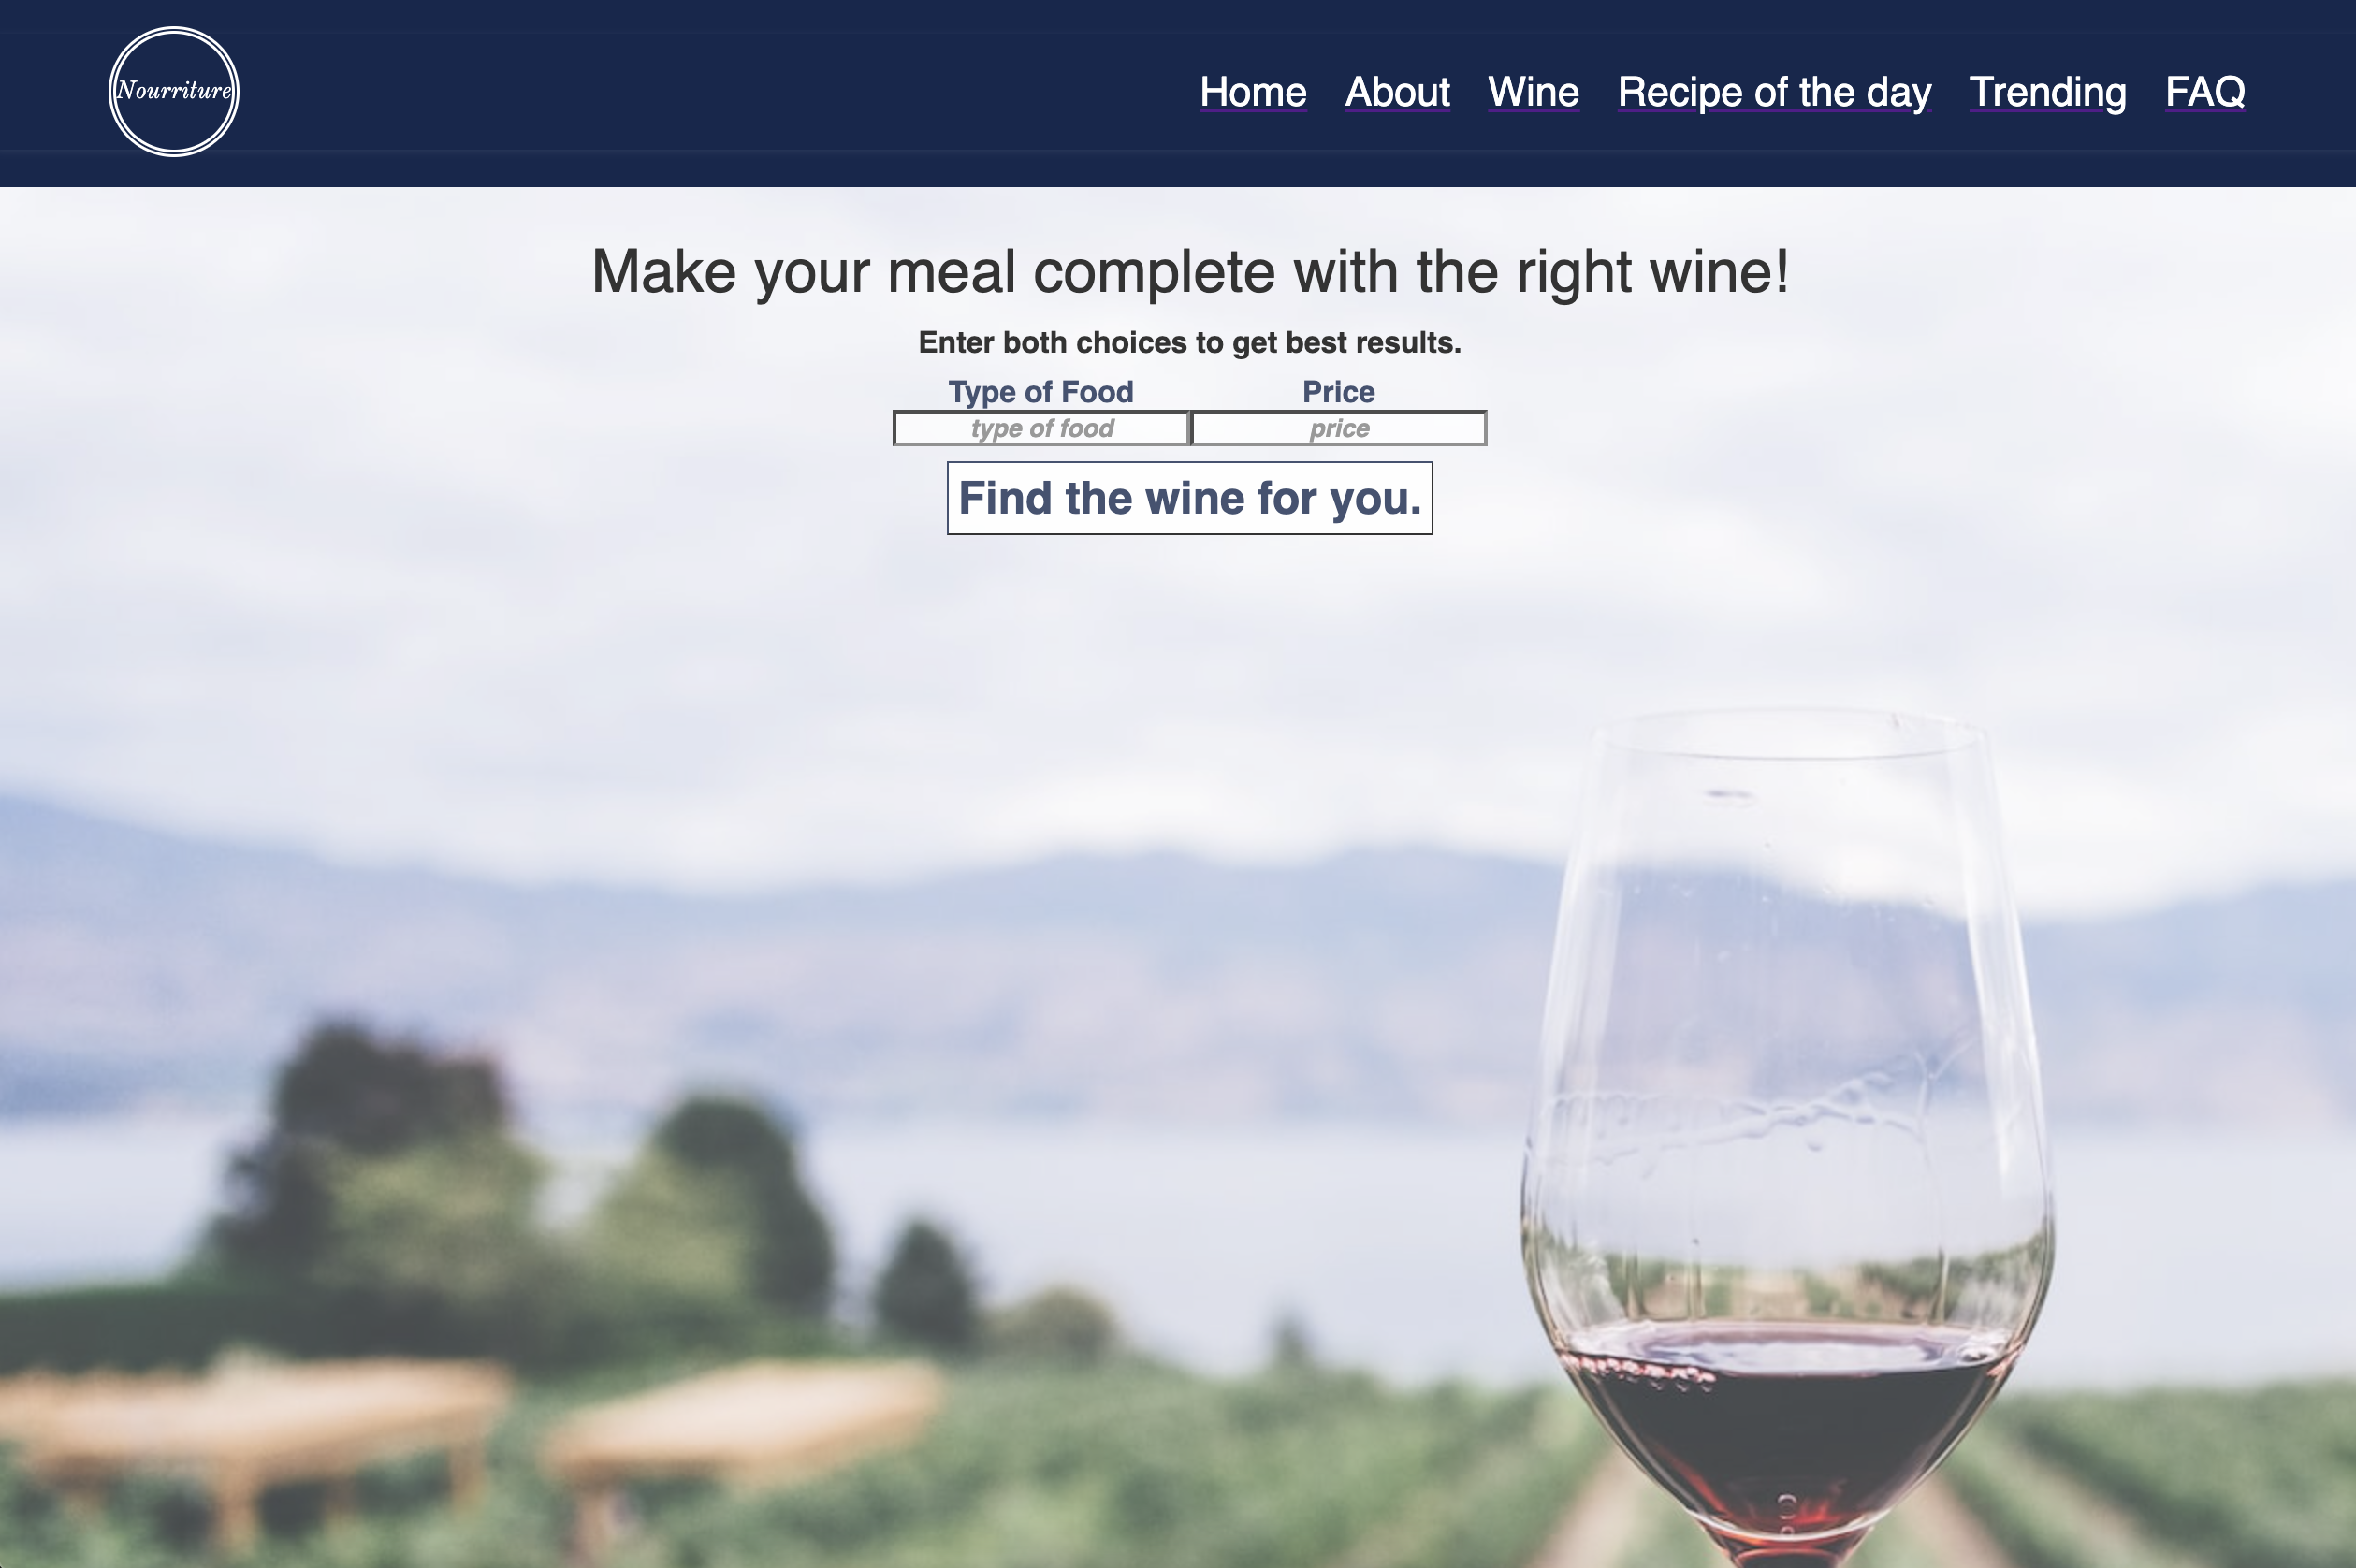 Nourriture
Home About Wine Recipe of the day Trending FAQ
Make your meal complete with the right wine!
Enter both choices to get best results.
Type of Food Price
type of food price
Find the wine for you.